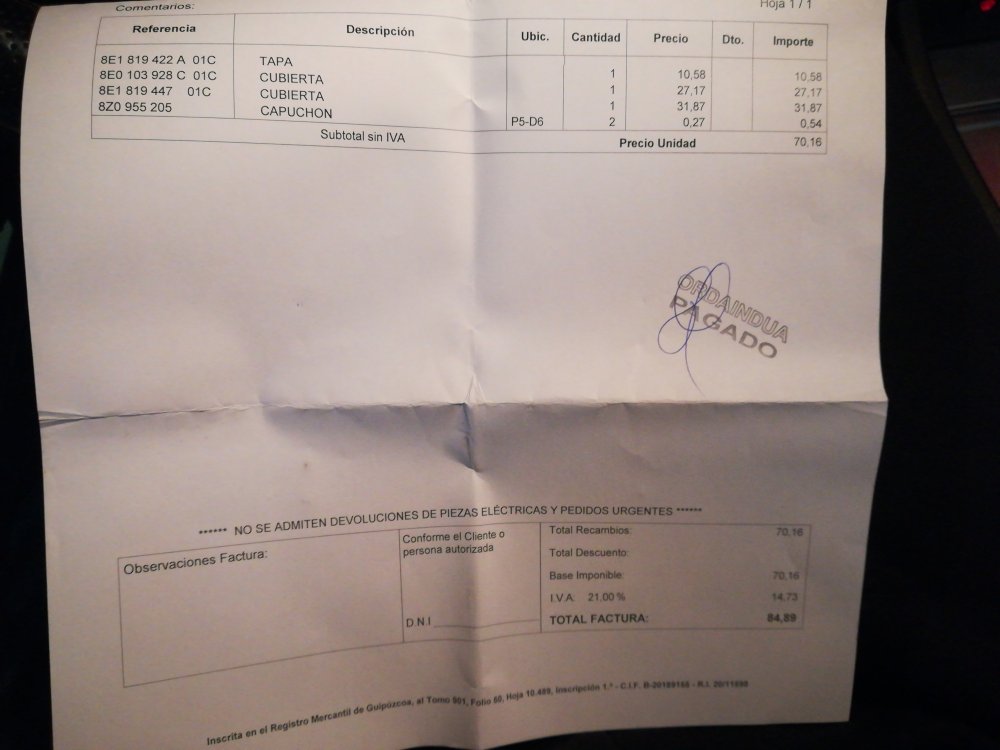 Comentarios:
Hoja 1 / 1
Referencia Descripción Ubic. Cantidad Precio Dto. Importe
8E1 819 422 A 01C TAPA 1 10,58 10,58
8E0 103 928 C 01C CUBIERTA 1 27,17 27,17
8E1 819 447 01C CUBIERTA 1 31,87 31,87
8Z0 955 205 CAPUCHON P5-D6 2 0,27 0,54
Subtotal sin IVA Precio Unidad 70,16
ORDAINDUA
PAGADO
****** NO SE ADMITEN DEVOLUCIONES DE PIEZAS ELÉCTRICAS Y PEDIDOS URGENTES ******
Observaciones Factura:
Conforme el Cliente o
persona autorizada
D.N.I
Total Recambios: 70,16
Total Descuento:
Base Imponible: 70,16
I.V.A: 21,00 % 14,73
TOTAL FACTURA: 84,89
Inscrita en el Registro Mercantil de Guipúzcoa, al Tomo 901, Folio 60, Hoja 10.489, Inscripción 1.ª - C.I.F.